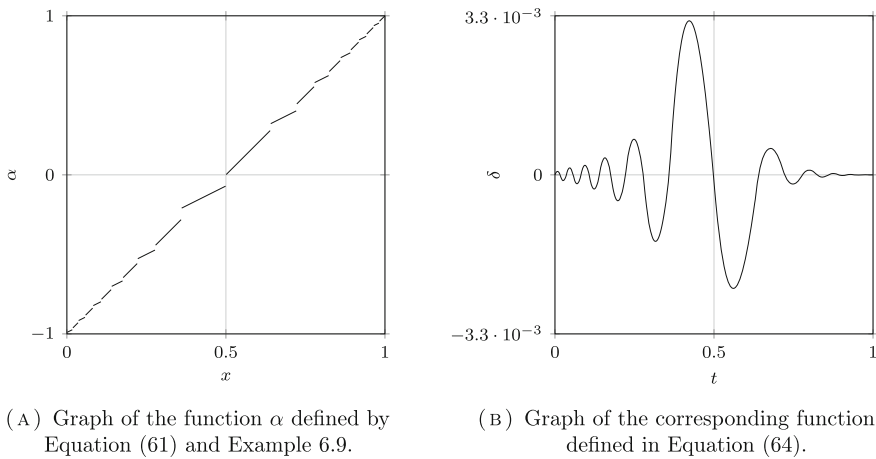 1
0
−1
α
0
0.5
1
x
3.3 · 10⁻³
0
−3.3 · 10⁻³
δ
0
0.5
1
t
(A) Graph of the function α defined by
Equation (61) and Example 6.9.
(B) Graph of the corresponding function
defined in Equation (64).